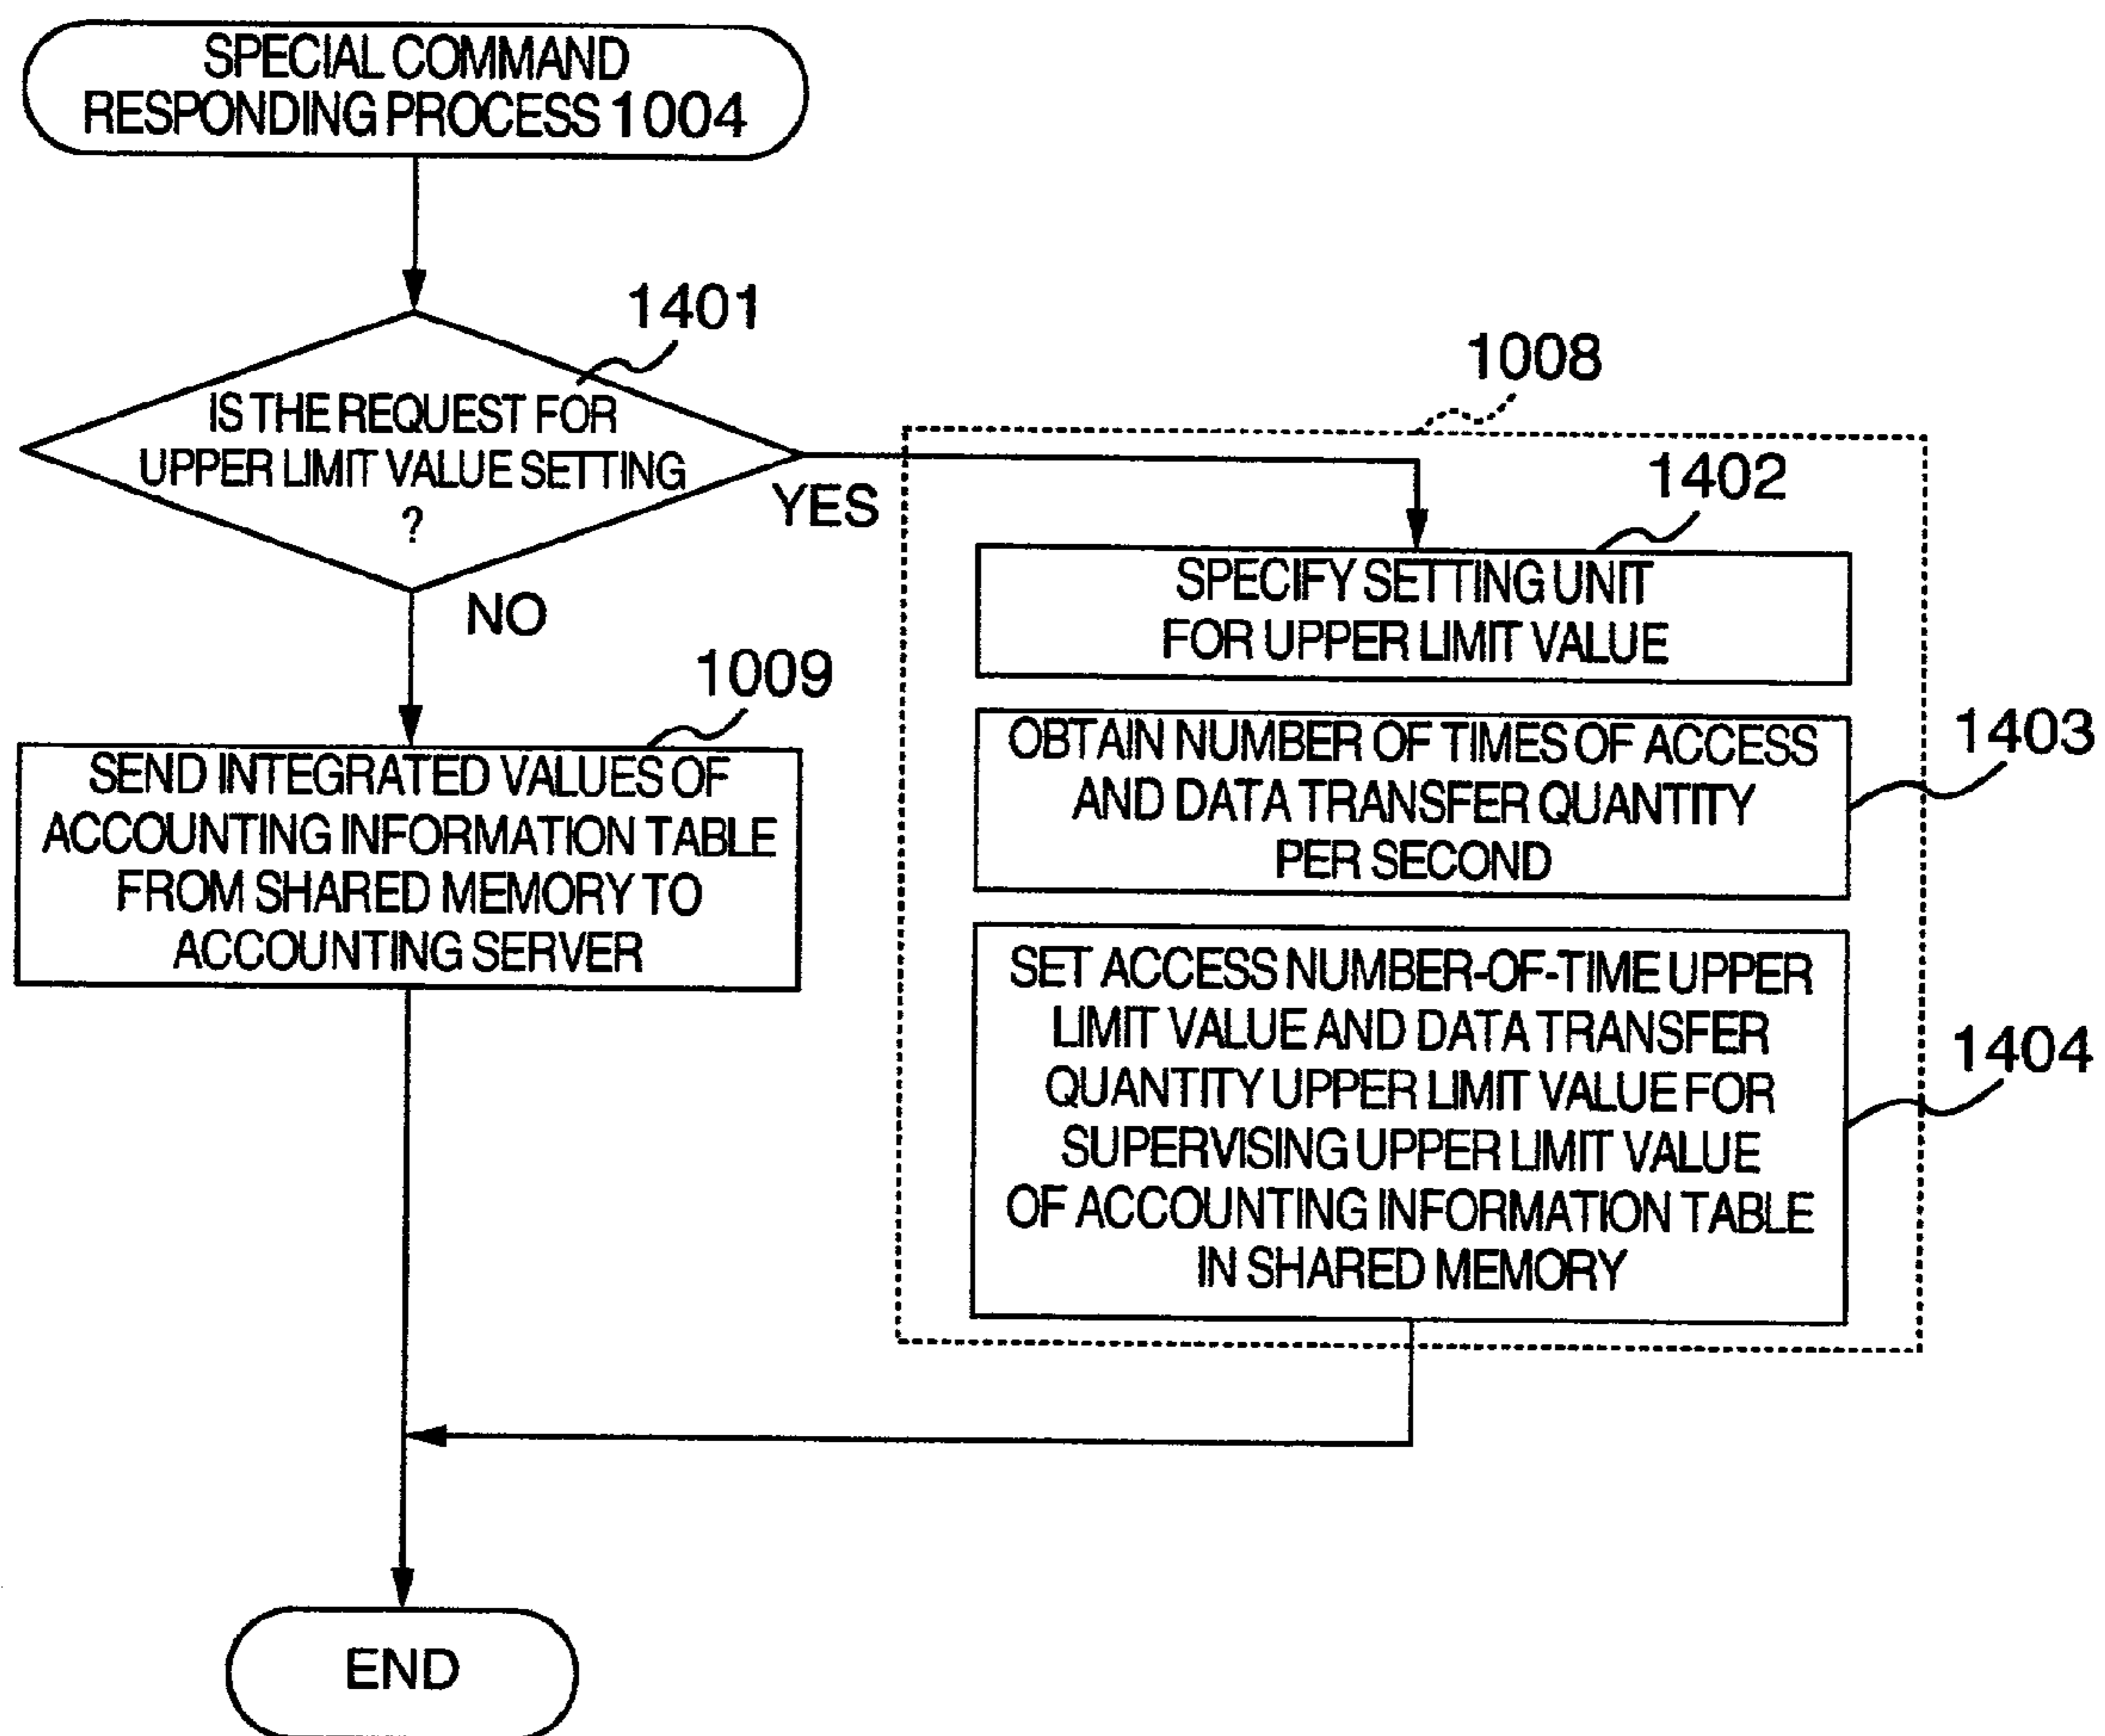 SPECIAL COMMAND
RESPONDING PROCESS 1004
1401
IS THE REQUEST FOR
UPPER LIMIT VALUE SETTING
?
YES
NO
1008
1402
SPECIFY SETTING UNIT
FOR UPPER LIMIT VALUE
1403
OBTAIN NUMBER OF TIMES OF ACCESS
AND DATA TRANSFER QUANTITY
PER SECOND
1404
SET ACCESS NUMBER-OF-TIME UPPER
LIMIT VALUE AND DATA TRANSFER
QUANTITY UPPER LIMIT VALUE FOR
SUPERVISING UPPER LIMIT VALUE
OF ACCOUNTING INFORMATION TABLE
IN SHARED MEMORY
1009
SEND INTEGRATED VALUES OF
ACCOUNTING INFORMATION TABLE
FROM SHARED MEMORY TO
ACCOUNTING SERVER
END